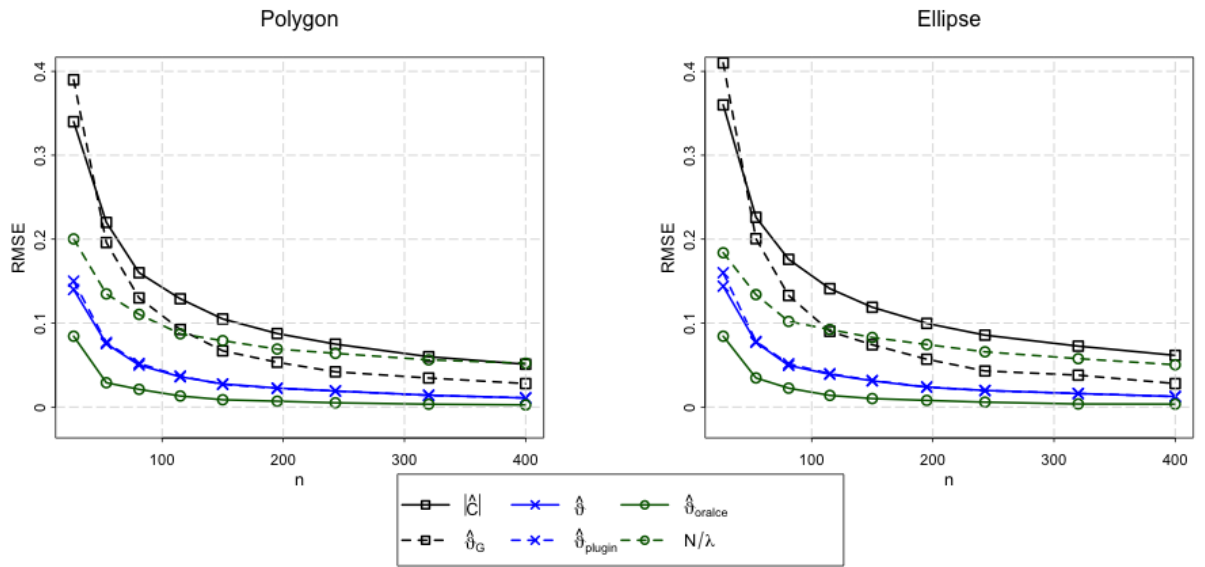 Polygon
Ellipse
RMSE
0.4
0.3
0.2
0.1
0
100
200
300
400
n
RMSE
0.4
0.3
0.2
0.1
0
100
200
300
400
n
|Ĉ|
ϑ̂
ϑ̂oralce
ϑ̂G
ϑ̂plugin
N/λ